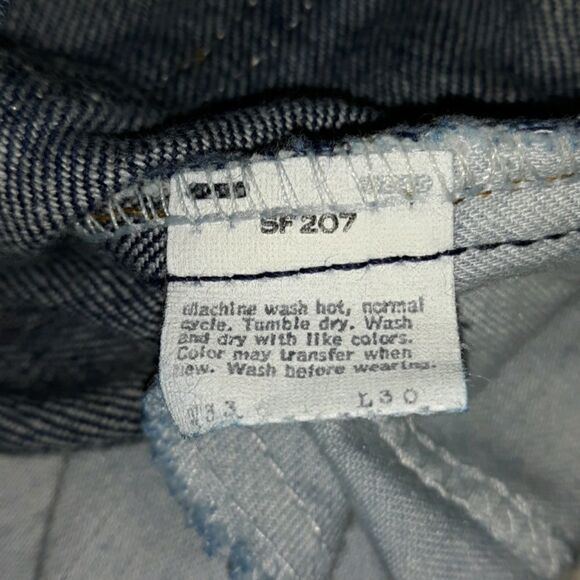 SF 207
Machine wash hot, normal
cycle. Tumble dry. Wash
and dry with like colors.
Color may transfer when
new. Wash before wearing.
W33 L30